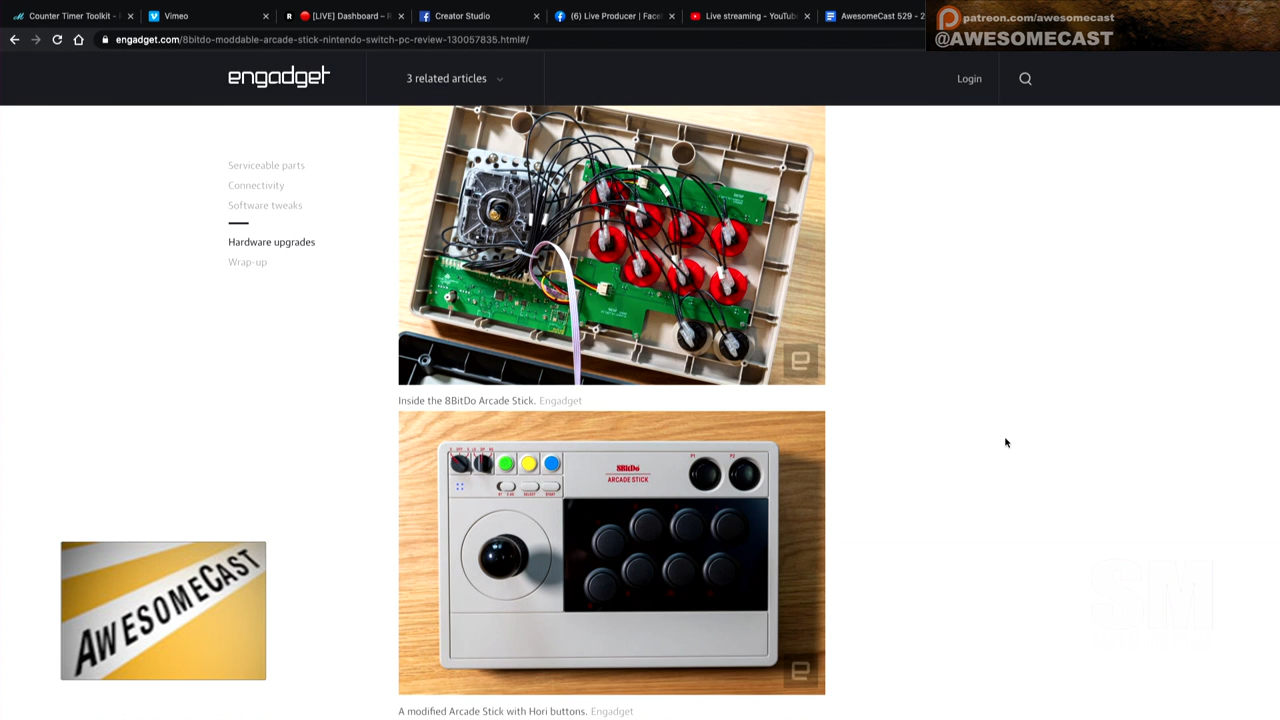 Counter Timer Toolkit - F
Vimeo
[LIVE] Dashboard – R
Creator Studio
(6) Live Producer | Face
Live streaming - YouTub
AwesomeCast 529 - 2
patreon.com/awesomecast
@AWESOMECAST
engadget.com/8bitdo-moddable-arcade-stick-nintendo-switch-pc-review-130057835.html#/
engadget
3 related articles
Login
Serviceable parts
Connectivity
Software tweaks
Hardware upgrades
Wrap-up
Inside the 8BitDo Arcade Stick. Engadget
8BitDo
ARCADE STICK
P1
P2
SELECT
START
AWESOMECAST
SIM
A modified Arcade Stick with Hori buttons. Engadget